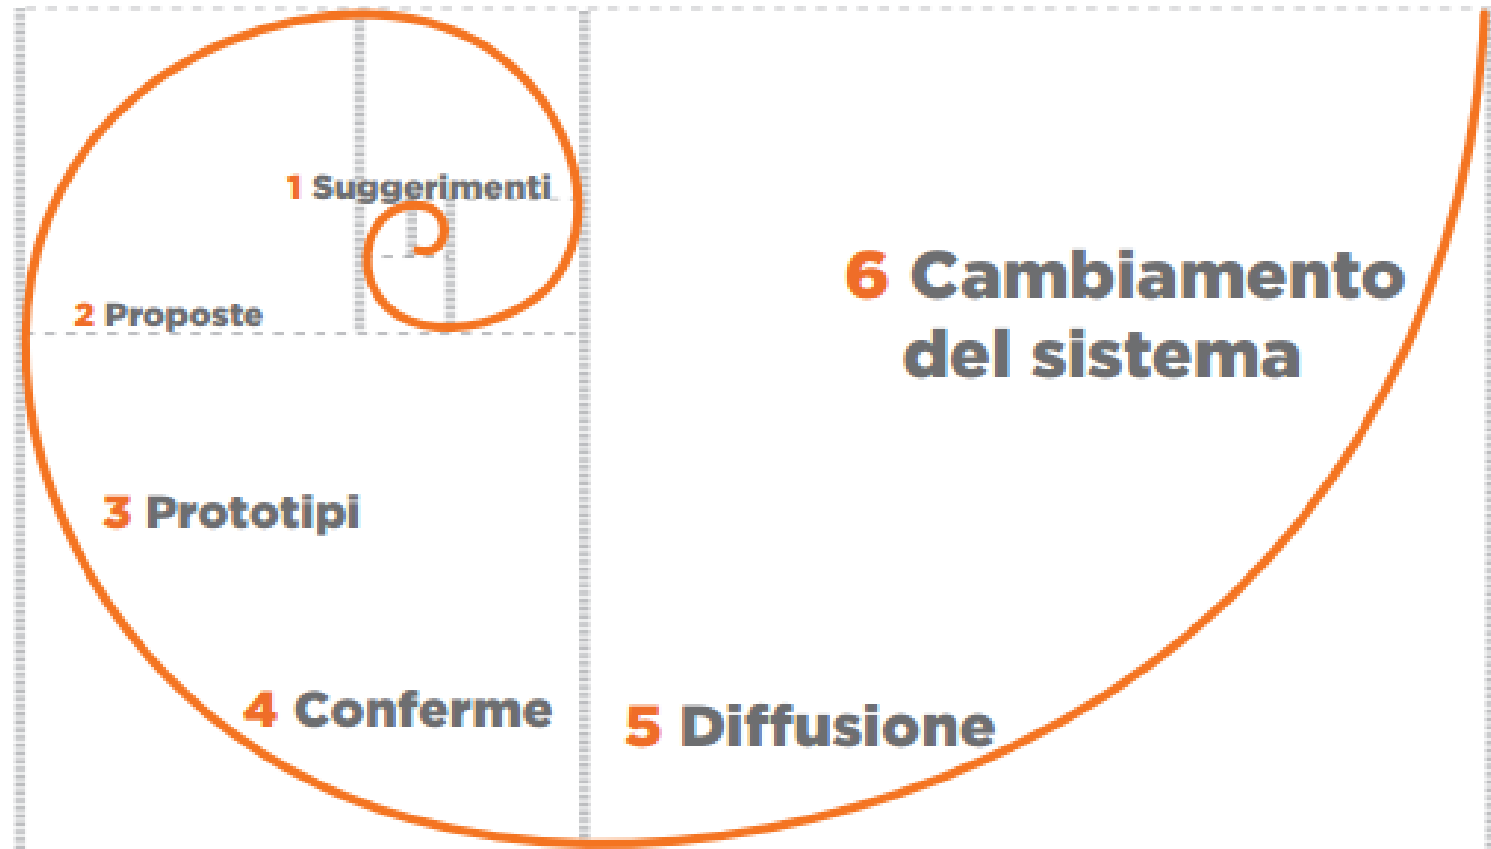 1 Suggerimenti
2 Proposte
3 Prototipi
4 Conferme
5 Diffusione
6 Cambiamento
del sistema